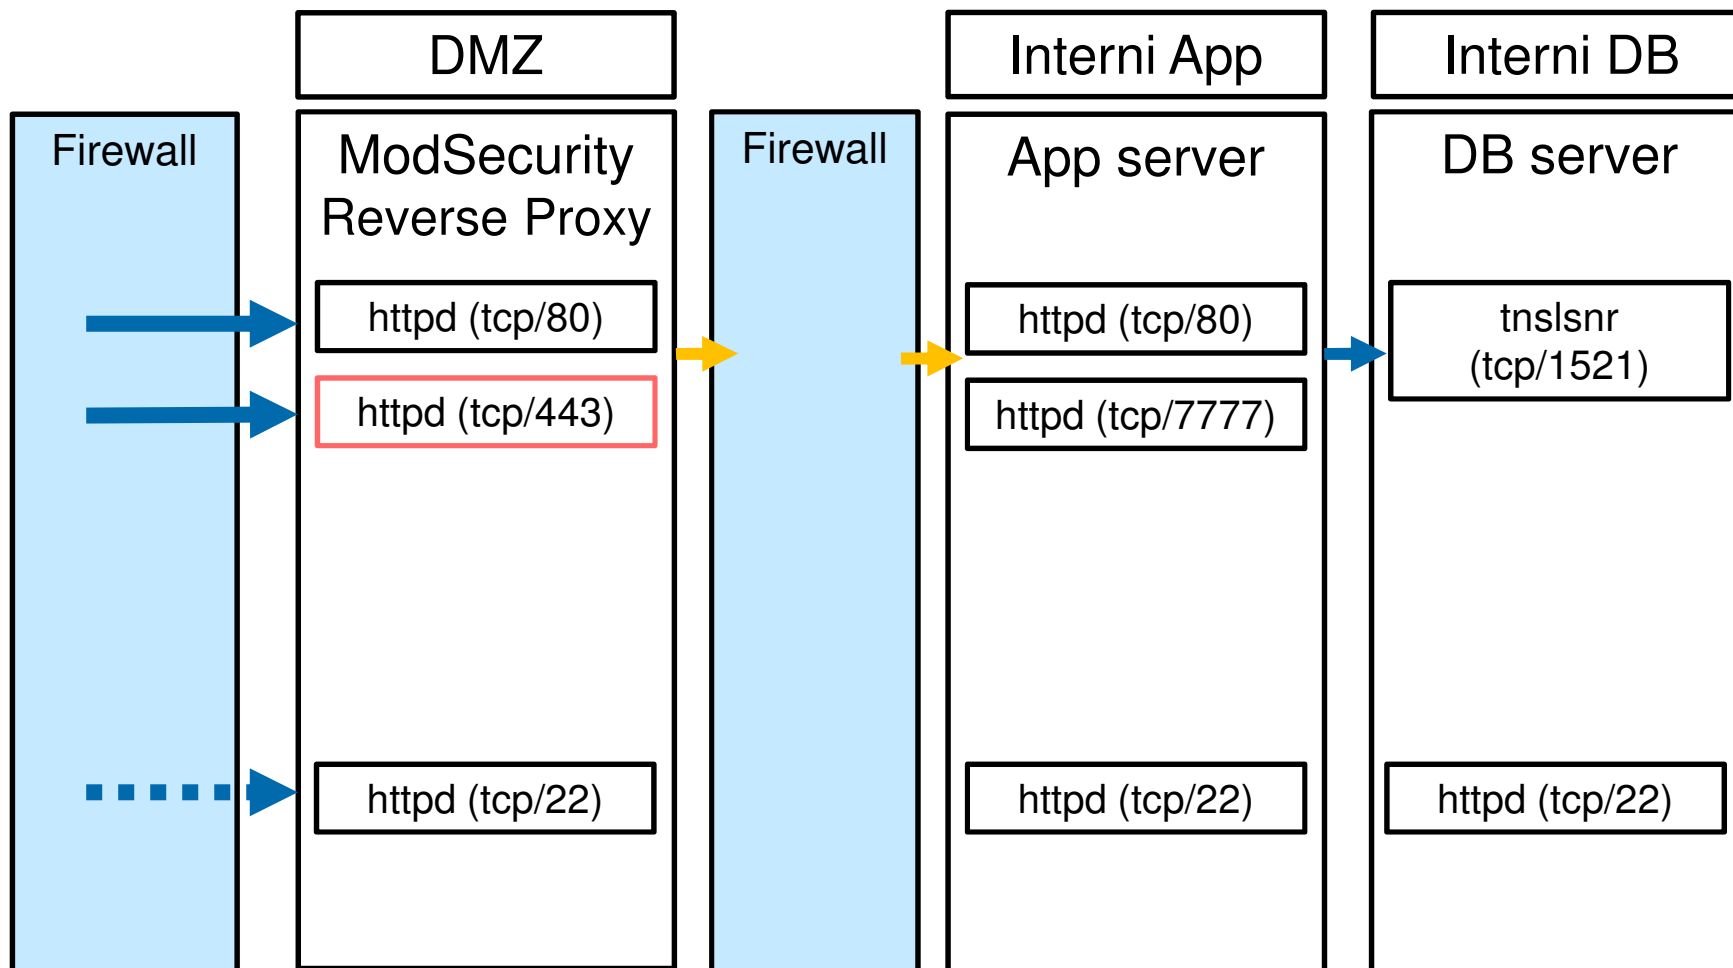 DMZ
Interni App
Interni DB
Firewall
ModSecurity
Reverse Proxy
Firewall
App server
DB server
httpd (tcp/80)
httpd (tcp/443)
httpd (tcp/22)
httpd (tcp/80)
httpd (tcp/7777)
httpd (tcp/22)
tnslsnr
(tcp/1521)
httpd (tcp/22)